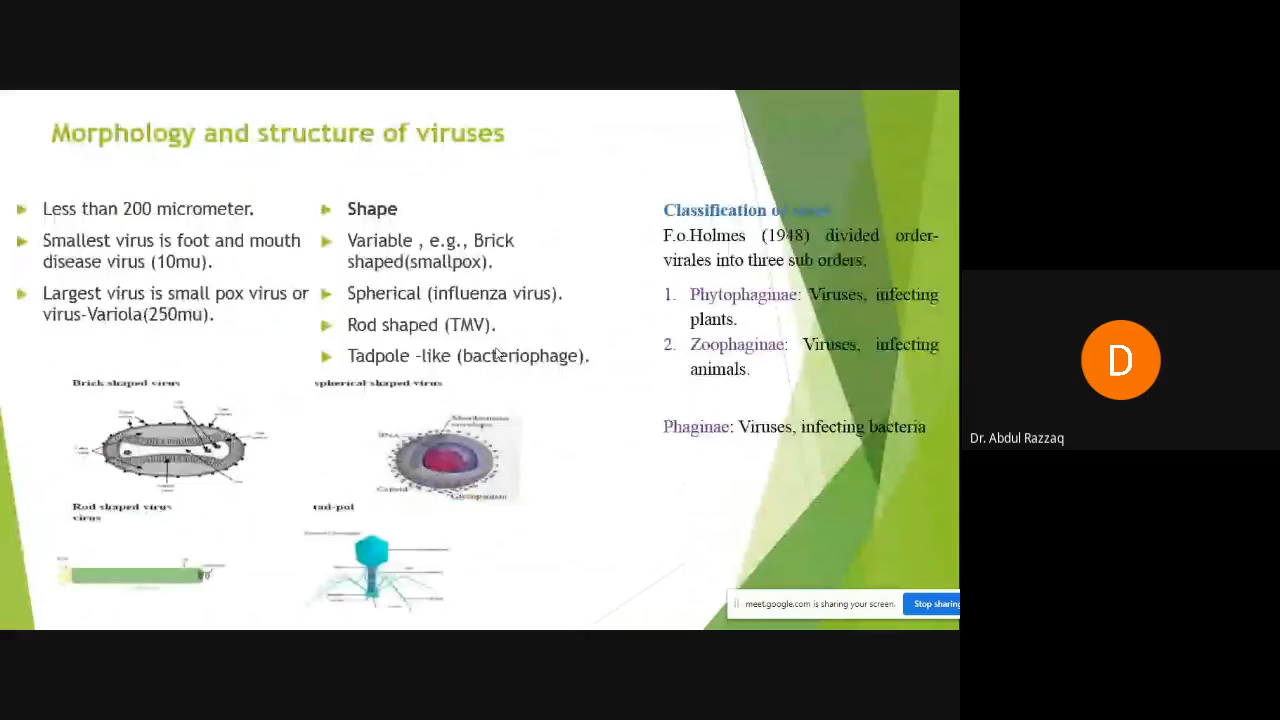 Morphology and structure of viruses
Less than 200 micrometer.
Smallest virus is foot and mouth
disease virus (10mu).
Largest virus is small pox virus or
virus-Variola(250mu).
Shape
Variable , e.g., Brick
shaped(smallpox).
Spherical (influenza virus).
Rod shaped (TMV).
Tadpole -like (bacteriophage).
Classification of
F.o.Holmes (1948) divided order-
virales into three sub orders.
1. Phytophaginae: Viruses, infecting
plants.
2. Zoophaginae: Viruses, infecting
animals.
Phaginae: Viruses, infecting bacteria
Brick shaped virus
spherical shaped virus
Membranous
envelope
Capsid
Glycoprotein
Rod shaped virus
virus
tad-pol
meet.google.com is sharing your screen.
Stop sharing
D
Dr. Abdul Razzaq